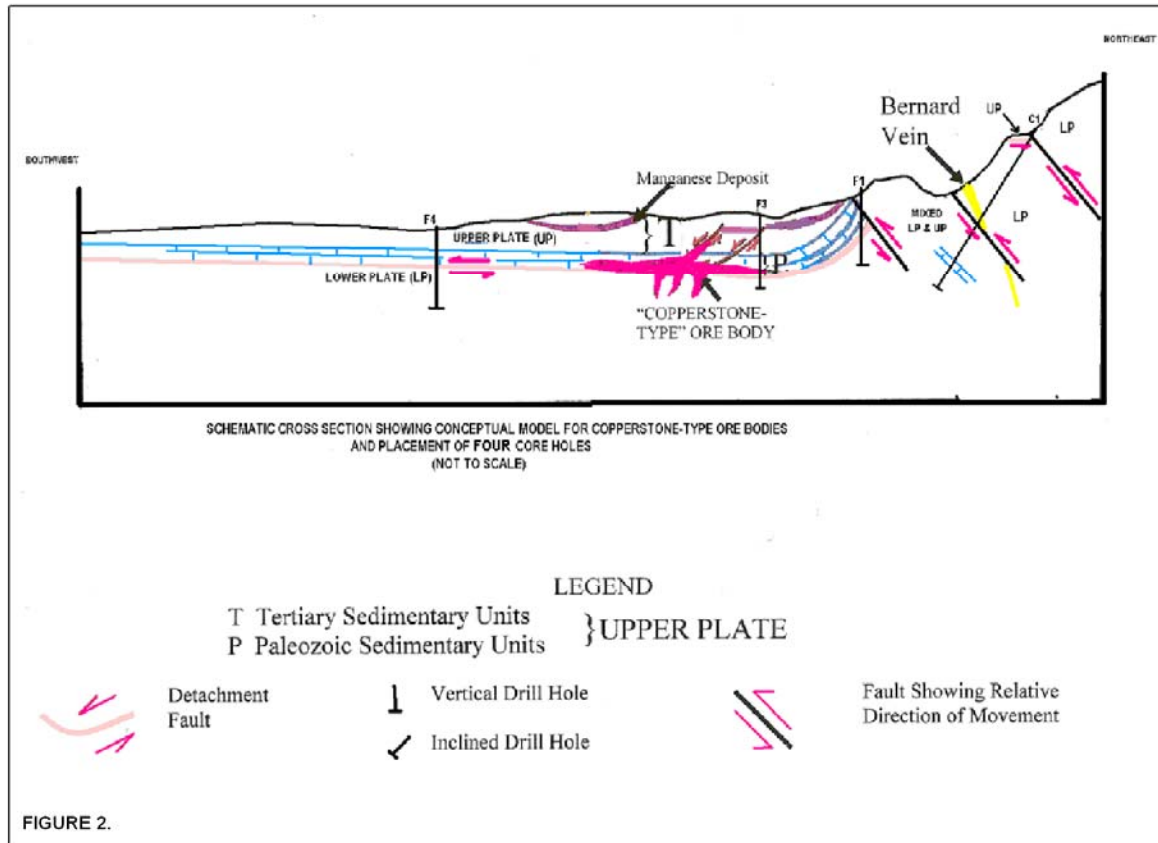 NORTHEAST
Bernard
Vein
UP
C1
LP
SOUTHWEST
Manganese Deposit
F4
F3
F1
UPPER PLATE (UP)
T
MIXED
LP & UP
LP
LOWER PLATE (LP)
P
"COPPERSTONE-
TYPE" ORE BODY
SCHEMATIC CROSS SECTION SHOWING CONCEPTUAL MODEL FOR COPPERSTONE-TYPE ORE BODIES
AND PLACEMENT OF FOUR CORE HOLES
(NOT TO SCALE)
LEGEND
T Tertiary Sedimentary Units
P Paleozoic Sedimentary Units
}UPPER PLATE
Detachment
Fault
Vertical Drill Hole
Inclined Drill Hole
Fault Showing Relative
Direction of Movement
FIGURE 2.